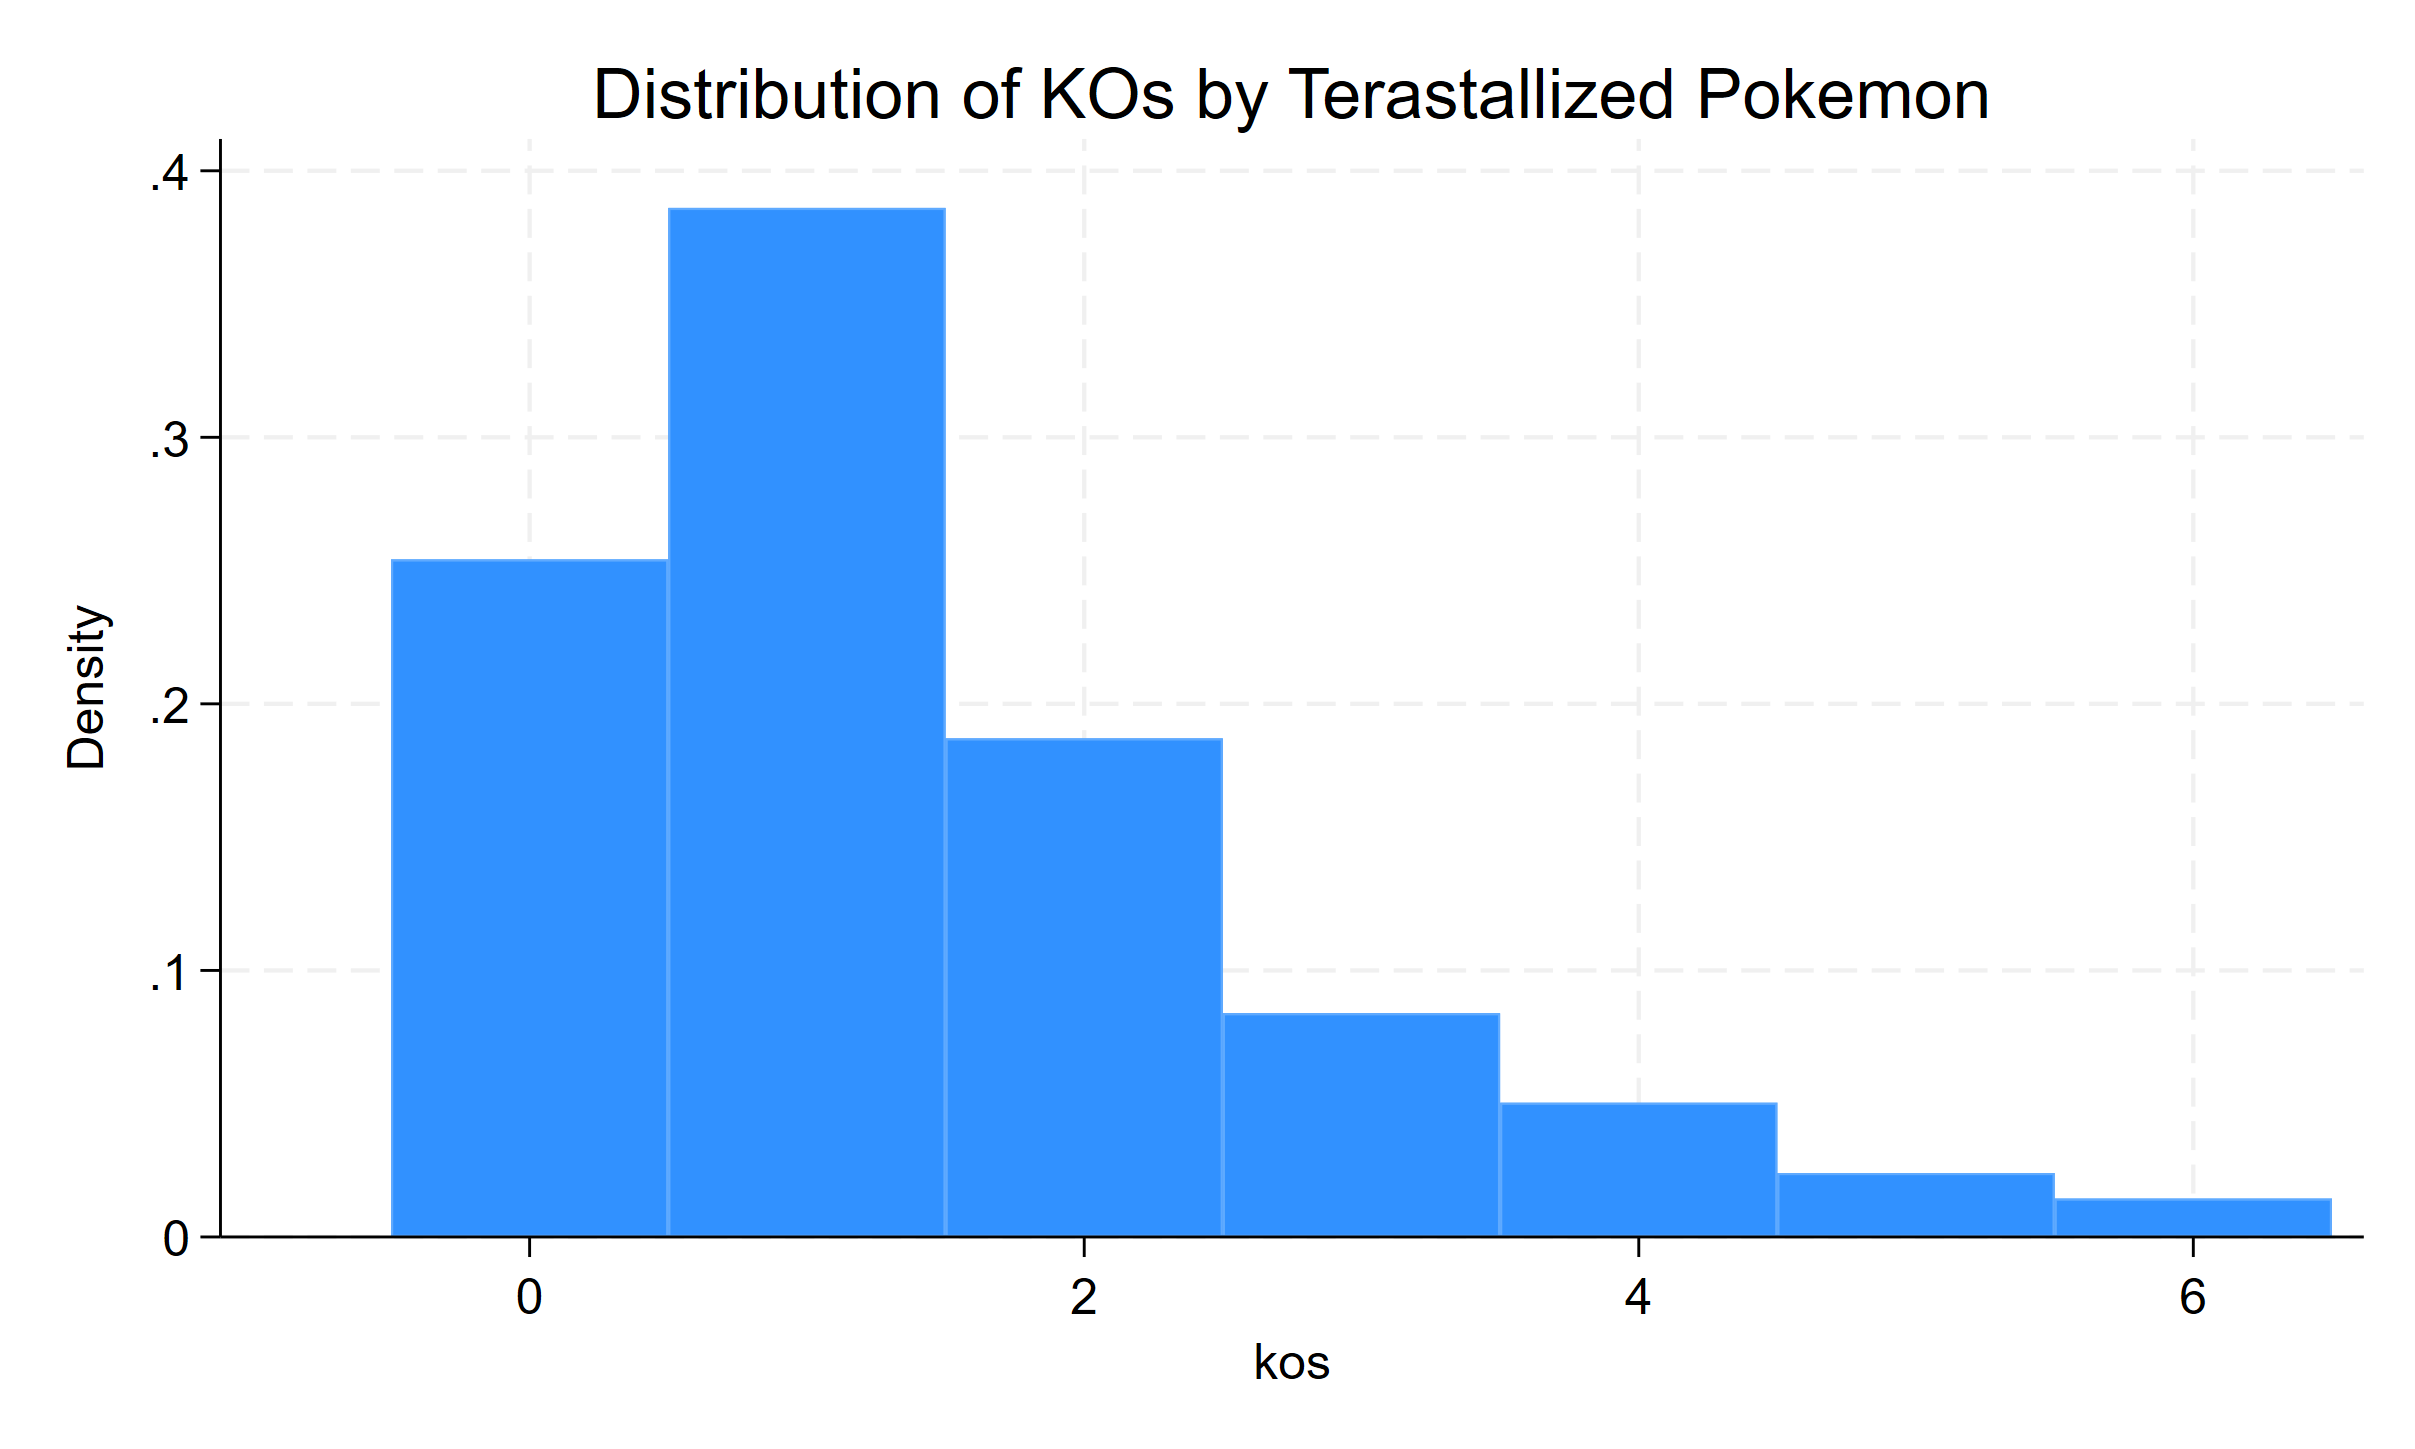 Distribution of KOs by Terastallized Pokemon
.4
.3
.2
.1
0
Density
0 2 4 6
kos